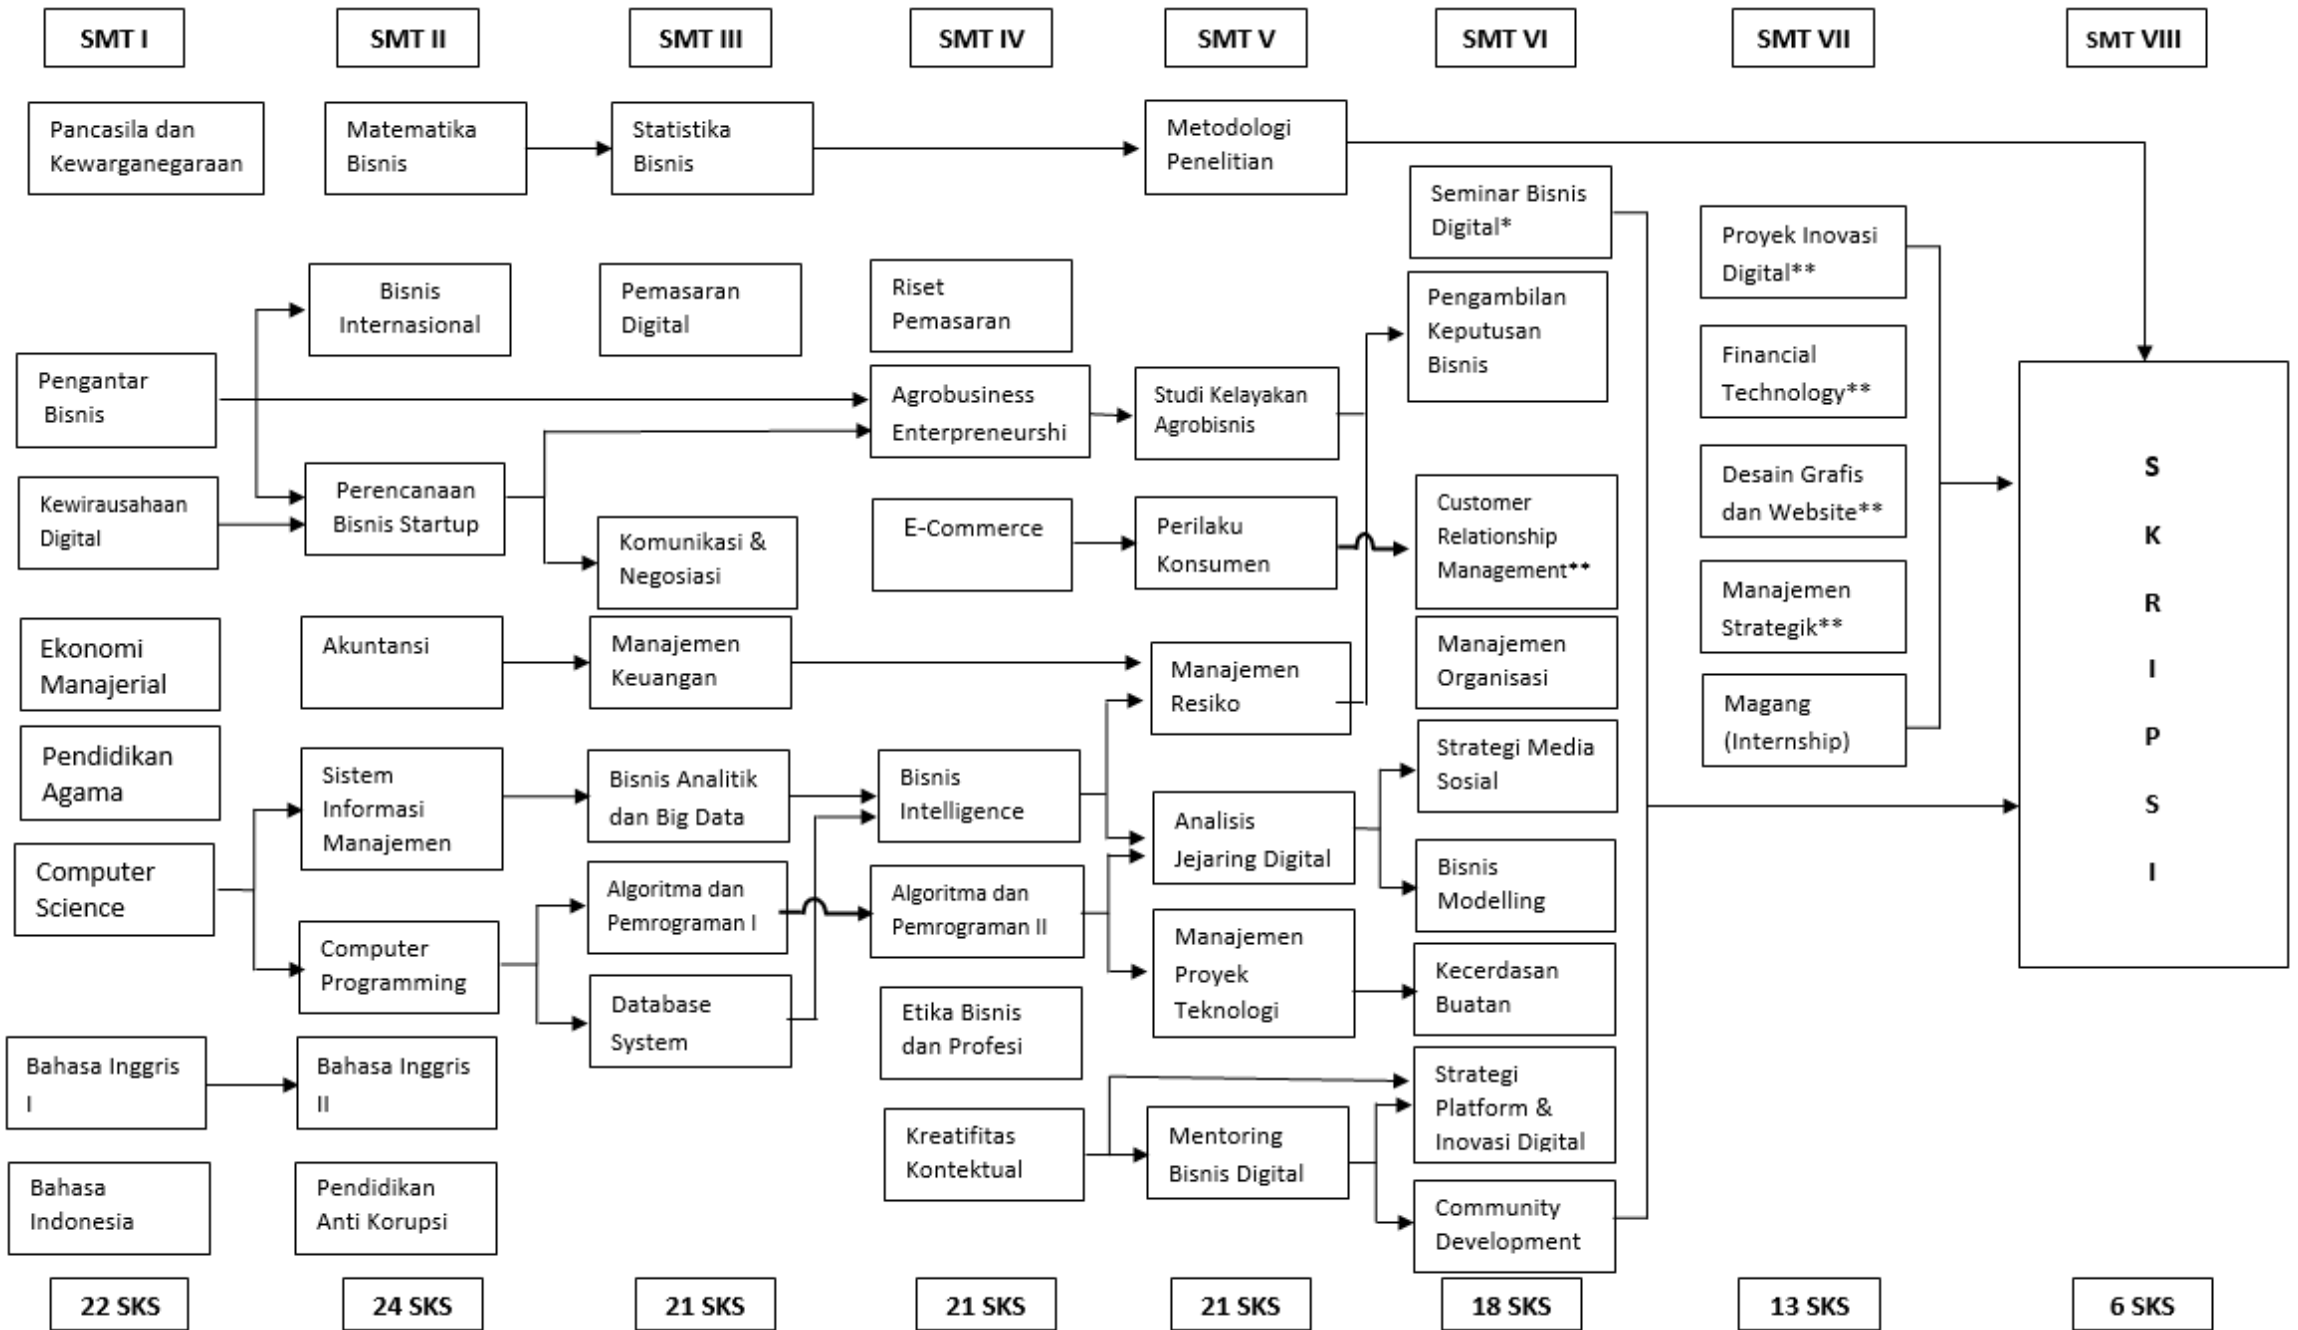 SMT I
SMT II
SMT III
SMT IV
SMT V
SMT VI
SMT VII
SMT VIII
Pancasila dan
Kewarganegaraan
Pengantar
Bisnis
Kewirausahaan
Digital
Ekonomi
Manajerial
Pendidikan
Agama
Computer
Science
Bahasa Inggris
I
Bahasa
Indonesia
Matematika
Bisnis
Bisnis
Internasional
Perencanaan
Bisnis Startup
Akuntansi
Sistem
Informasi
Manajemen
Computer
Programming
Bahasa Inggris
II
Pendidikan
Anti Korupsi
Statistika
Bisnis
Pemasaran
Digital
Komunikasi &
Negosiasi
Manajemen
Keuangan
Bisnis Analitik
dan Big Data
Algoritma dan
Pemrograman I
Database
System
Riset
Pemasaran
Agrobusiness
Enterpreneurshi
E-Commerce
Bisnis
Intelligence
Algoritma dan
Pemrograman II
Etika Bisnis
dan Profesi
Kreatifitas
Kontektual
Metodologi
Penelitian
Studi Kelayakan
Agrobisnis
Perilaku
Konsumen
Manajemen
Resiko
Analisis
Jejaring Digital
Manajemen
Proyek
Teknologi
Mentoring
Bisnis Digital
Seminar Bisnis
Digital*
Pengambilan
Keputusan
Bisnis
Customer
Relationship
Management**
Manajemen
Organisasi
Strategi Media
Sosial
Bisnis
Modelling
Kecerdasan
Buatan
Strategi
Platform &
Inovasi Digital
Community
Development
Proyek Inovasi
Digital**
Financial
Technology**
Desain Grafis
dan Website**
Manajemen
Strategik**
Magang
(Internship)
S
K
R
I
P
S
I
22 SKS
24 SKS
21 SKS
21 SKS
21 SKS
18 SKS
13 SKS
6 SKS